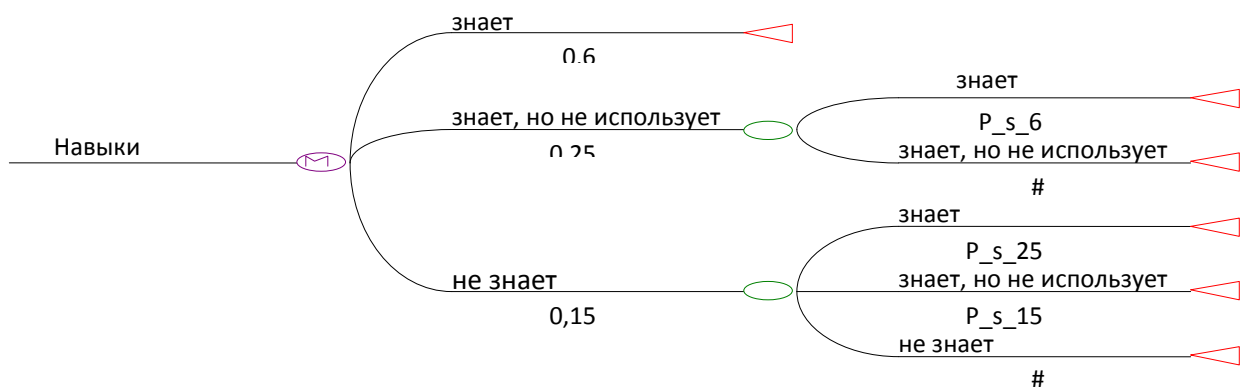 знает
0,6
знает
знает, но не использует
P_s_6
Навыки
0,25
знает, но не использует
#
знает
P_s_25
не знает
знает, но не использует
0,15
P_s_15
не знает
#